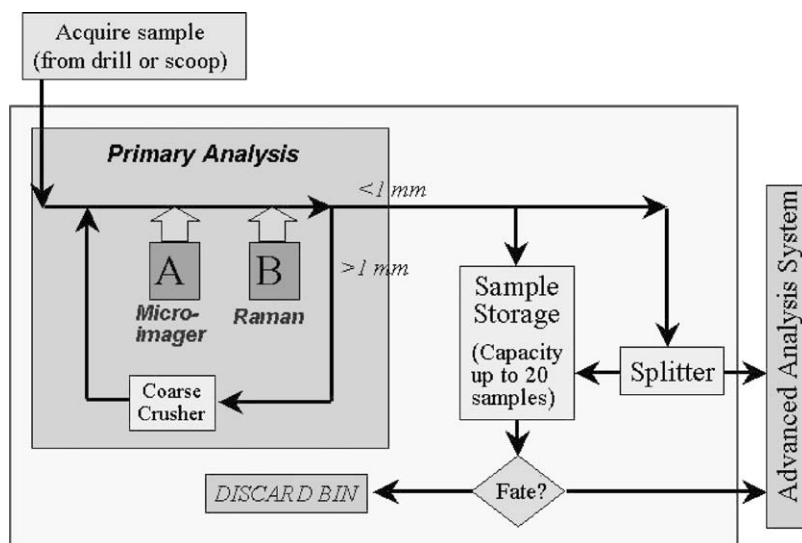 Acquire sample
(from drill or scoop)
Primary Analysis
<1 mm
>1 mm
A
B
Micro-
imager
Raman
Coarse
Crusher
Sample
Storage
(Capacity
up to 20
samples)
Splitter
Advanced Analysis System
DISCARD BIN
Fate?